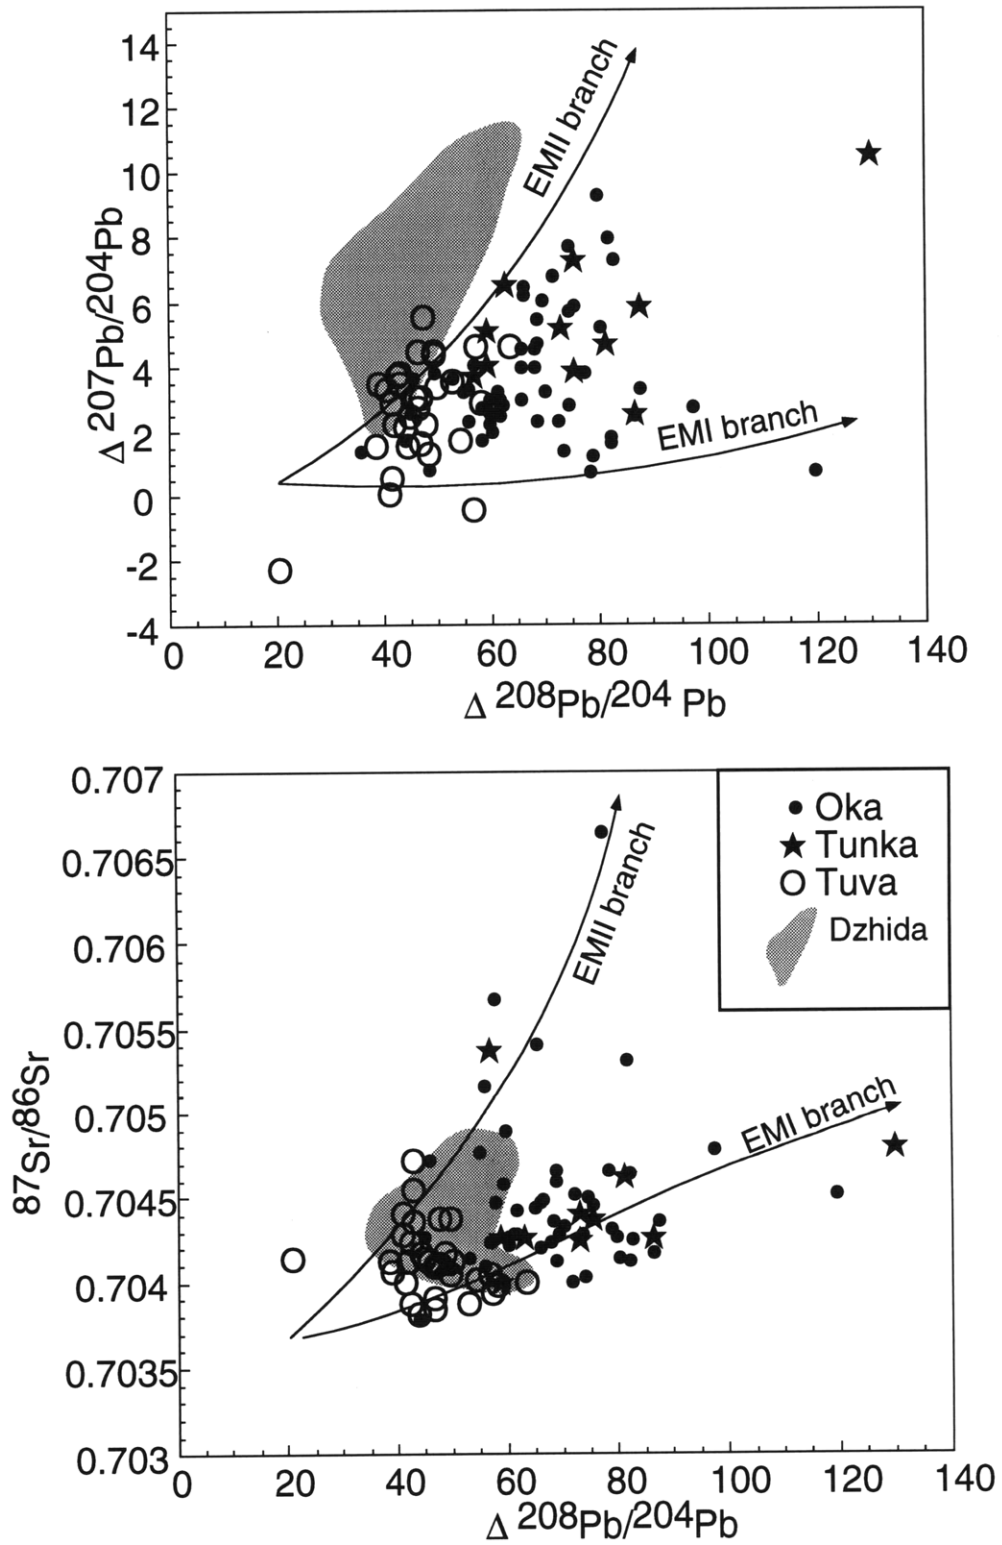 14
12
10
8
6
4
2
0
-2
-4
Δ 207Pb/204Pb
EMII branch
EMI branch
0 20 40 60 80 100 120 140
Δ 208Pb/204 Pb
0.707
0.7065
0.706
0.7055
0.705
0.7045
0.704
0.7035
0.703
87Sr/86Sr
EMII branch
EMI branch
Oka
Tunka
Tuva
Dzhida
0 20 40 60 80 100 120 140
Δ 208Pb/204Pb